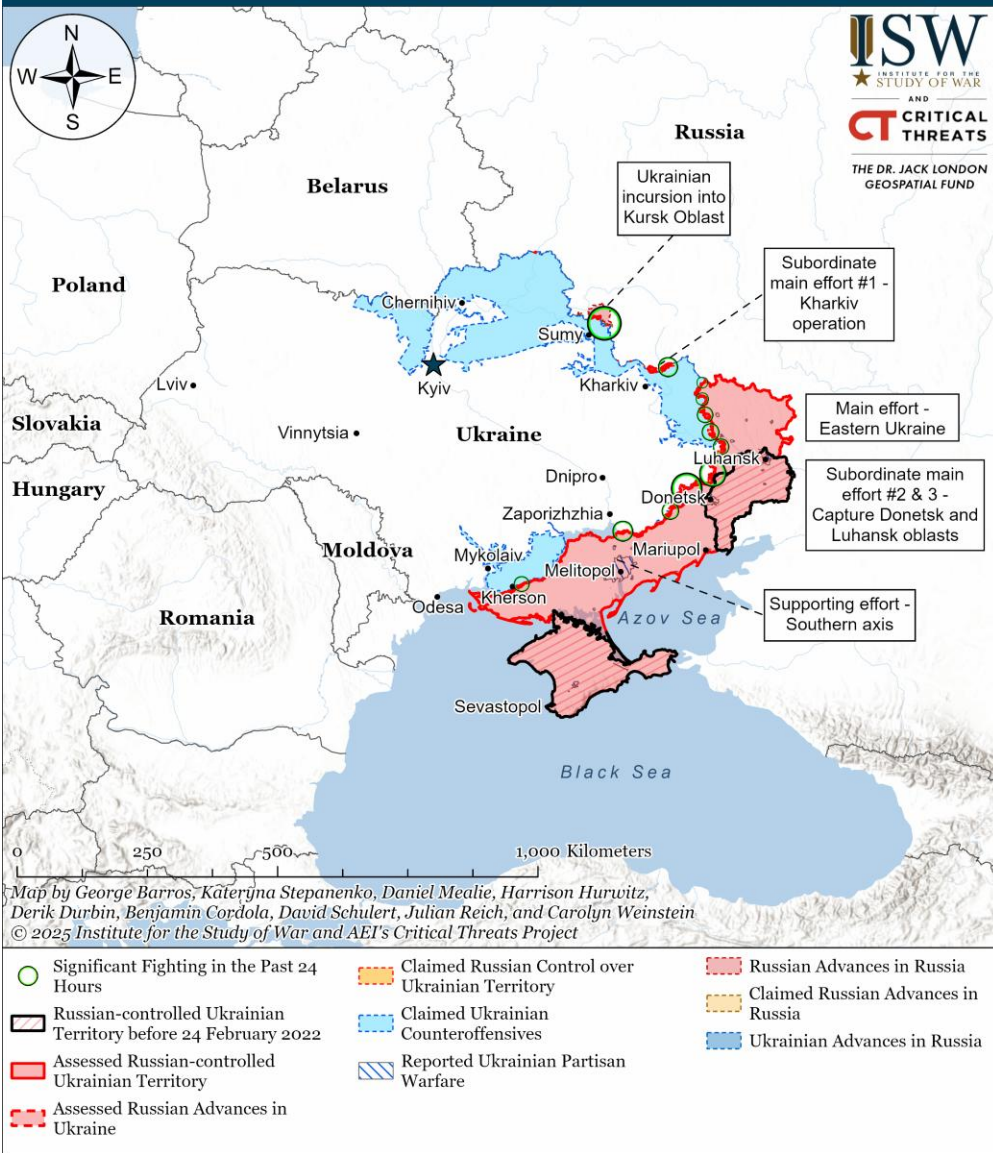 N
W
E
S
ISW
INSTITUTE FOR THE
STUDY OF WAR
AND
CT CRITICAL
THREATS
THE DR. JACK LONDON
GEOSPATIAL FUND
Russia
Ukrainian
incursion into
Kursk Oblast
Belarus
Subordinate
main effort #1 -
Kharkiv
operation
Poland
Chernihiv
Sumy
Kyiv
Kharkiv
Lviv
Slovakia
Vinnytsia
Ukraine
Main effort -
Eastern Ukraine
Luhansk
Hungary
Dnipro
Donetsk
Subordinate main
effort #2 & 3 -
Capture Donetsk and
Luhansk oblasts
Zaporizhzhia
Moldova
Mykolaiv
Mariupol
Melitopol
Kherson
Odesa
Romania
Azov Sea
Supporting effort -
Southern axis
Sevastopol
Black Sea
0
250
500
1,000 Kilometers
Map by George Barros, Kateryna Stepanenko, Daniel Mealie, Harrison Hurwitz,
Derik Durbin, Benjamin Cordola, David Schulert, Julian Reich, and Carolyn Weinstein
© 2025 Institute for the Study of War and AEI's Critical Threats Project
Significant Fighting in the Past 24
Hours
Russian-controlled Ukrainian
Territory before 24 February 2022
Assessed Russian-controlled
Ukrainian Territory
Assessed Russian Advances in
Ukraine
Claimed Russian Control over
Ukrainian Territory
Claimed Ukrainian
Counteroffensives
Reported Ukrainian Partisan
Warfare
Russian Advances in Russia
Claimed Russian Advances in
Russia
Ukrainian Advances in Russia